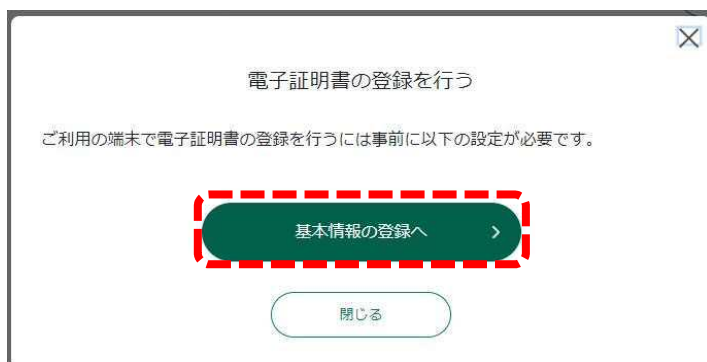 電子証明書の登録を行う
ご利用の端末で電子証明書の登録を行うには事前に以下の設定が必要です。
基本情報の登録へ
閉じる